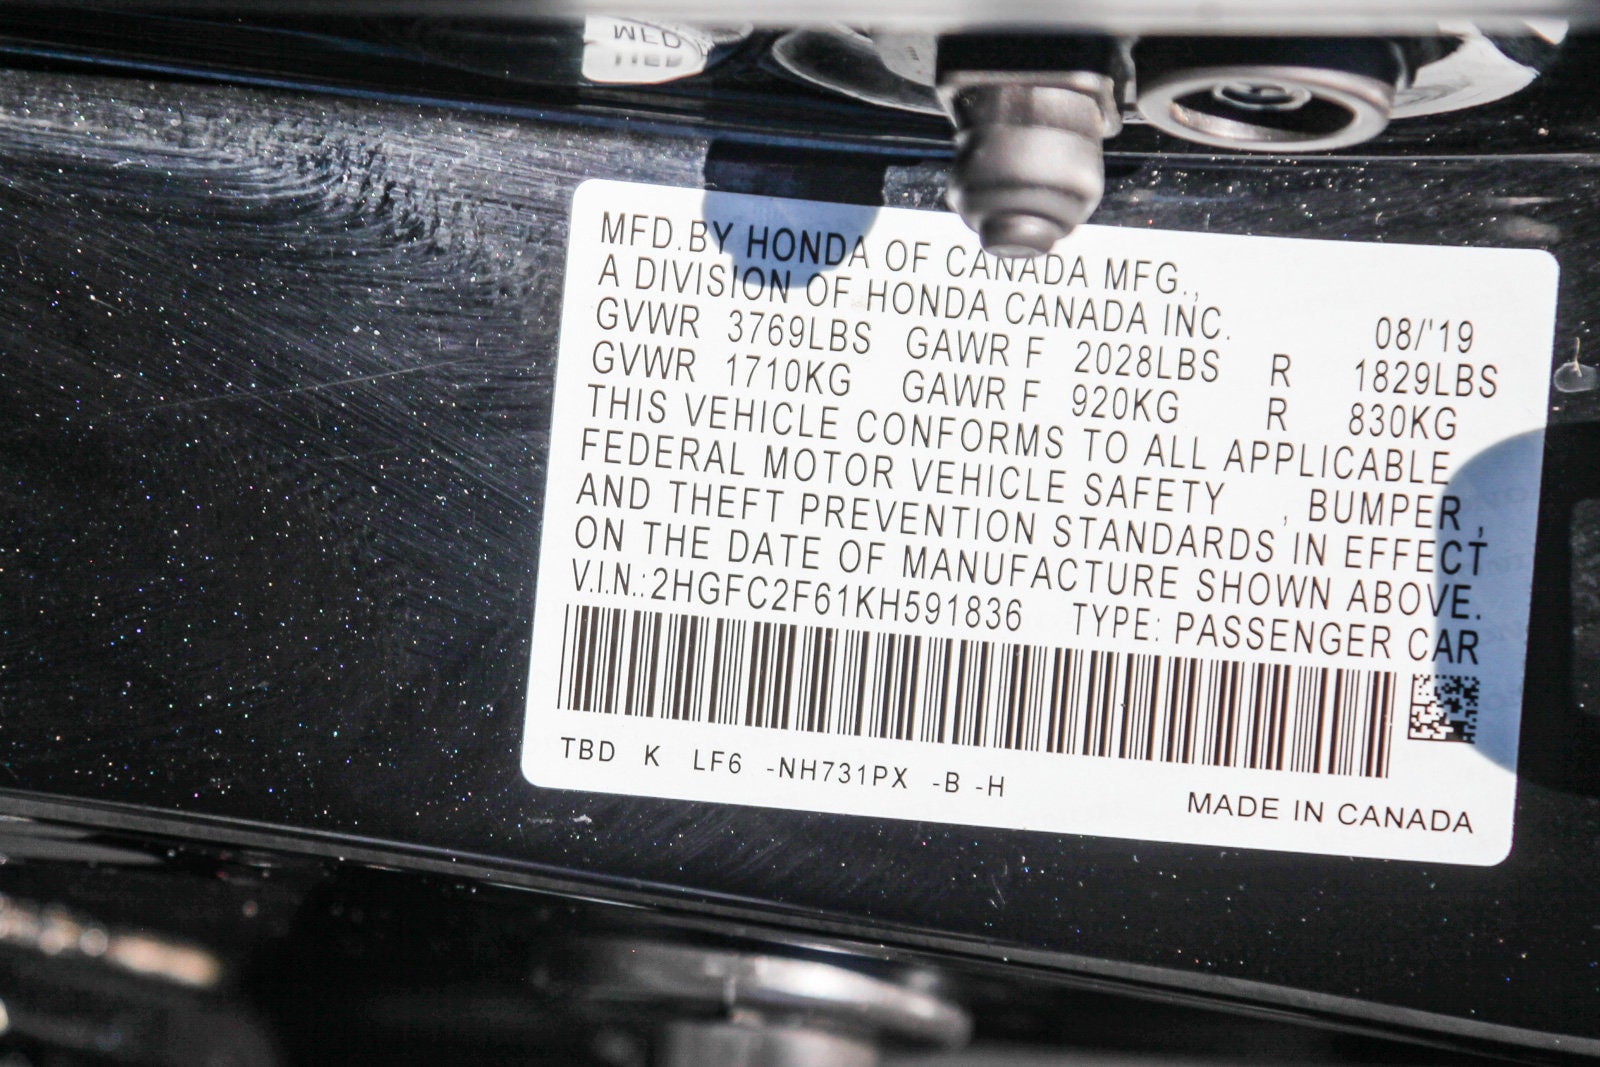 MFD.BY HONDA OF CANADA MFG.,
A DIVISION OF HONDA CANADA INC. 08/'19
GVWR 3769LBS GAWR F 2028LBS R 1829LBS
GVWR 1710KG GAWR F 920KG R 830KG
THIS VEHICLE CONFORMS TO ALL APPLICABLE
FEDERAL MOTOR VEHICLE SAFETY , BUMPER ,
AND THEFT PREVENTION STANDARDS IN EFFECT
ON THE DATE OF MANUFACTURE SHOWN ABOVE.
V.I.N.:2HGFC2F61KH591836 TYPE: PASSENGER CAR
TBD K LF6 -NH731PX -B -H
MADE IN CANADA